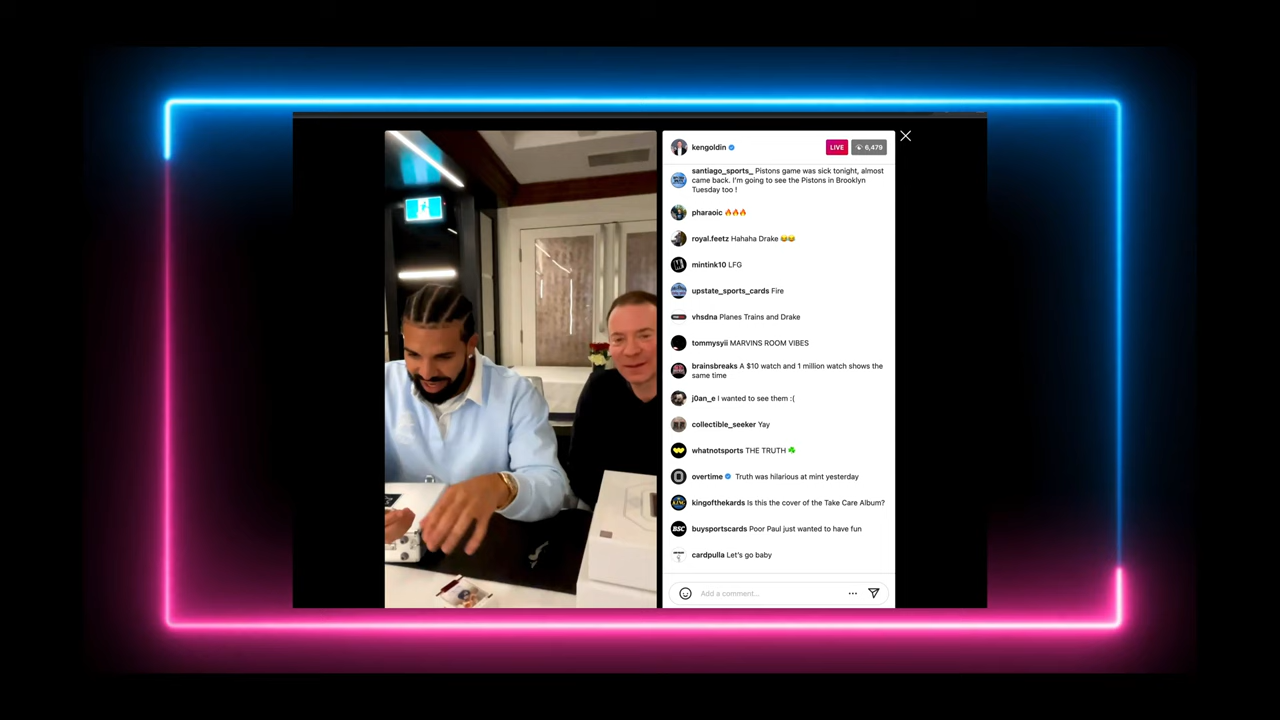 kengoldin
LIVE
6,479
santiago_sports_ Pistons game was sick tonight, almost
came back. I'm going to see the Pistons in Brooklyn
Tuesday too !
pharaoic 🔥🔥🔥
royal.feetz Hahaha Drake 😂😂
mintink10 LFG
upstate_sports_cards Fire
vhsdna Planes Trains and Drake
tommysyii MARVINS ROOM VIBES
brainsbreaks A $10 watch and 1 million watch shows the
same time
j0an_e I wanted to see them :(
collectible_seeker Yay
whatnotsports THE TRUTH ☘️
overtime Truth was hilarious at mint yesterday
kingofthekards Is this the cover of the Take Care Album?
buysportscards Poor Paul just wanted to have fun
cardpulla Let's go baby
Add a comment...